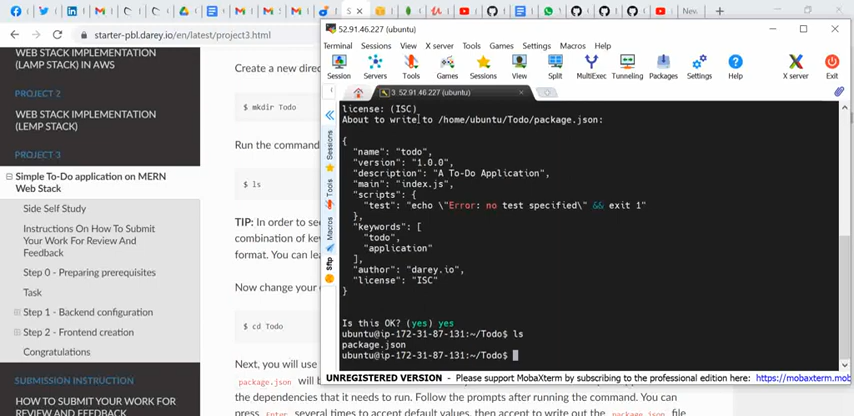 S
New
starter-pbl.darey.io/en/latest/project3.html
WEB STACK IMPLEMENTATION
(LAMP STACK) IN AWS
PROJECT 2
WEB STACK IMPLEMENTATION
(LEMP STACK)
PROJECT 3
Simple To-Do application on MERN
Web Stack
Side Self Study
Instructions On How To Submit
Your Work For Review And
Feedback
Step 0 - Preparing prerequisites
Task
Step 1 - Backend configuration
Step 2 - Frontend creation
Congratulations
SUBMISSION INSTRUCTION
HOW TO SUBMIT YOUR WORK FOR
REVIEW AND FEEDBACK
Create a new direc
$ mkdir Todo
Run the command
$ ls
TIP: In order to see
combination of key
format. You can lea
Now change your
$ cd Todo
Next, you will use
package.json will b
the dependencies that it needs to run. Follow the prompts after running the command. You can
press Enter several times to accept default values, then accept to write out the package.json file
52.91.46.227 (ubuntu)
Terminal Sessions View X server Tools Games Settings Macros Help
Session Servers Tools Games Sessions View Split MultiExec Tunneling Packages Settings Help X server Exit
3. 52.91.46.227 (ubuntu)
Sessions
Tools
Macros
Sftp
license: (ISC)
About to write to /home/ubuntu/Todo/package.json:
{
"name": "todo",
"version": "1.0.0",
"description": "A To-Do Application",
"main": "index.js",
"scripts": {
"test": "echo \"Error: no test specified\" && exit 1"
},
"keywords": [
"todo",
"application"
],
"author": "darey.io",
"license": "ISC"
}
Is this OK? (yes) yes
ubuntu@ip-172-31-87-131:~/Todo$ ls
package.json
ubuntu@ip-172-31-87-131:~/Todo$
UNREGISTERED VERSION - Please support MobaXterm by subscribing to the professional edition here: https://mobaxterm.mob